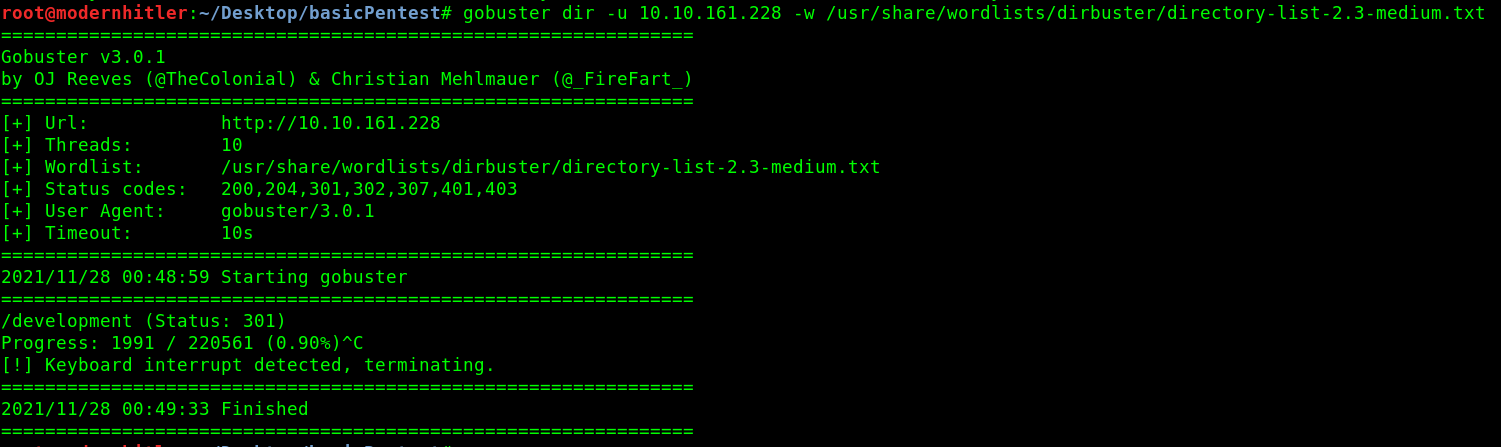 root@modernhitler:~/Desktop/basicPentest# gobuster dir -u 10.10.161.228 -w /usr/share/wordlists/dirbuster/directory-list-2.3-medium.txt
===============================================================
Gobuster v3.0.1
by OJ Reeves (@TheColonial) & Christian Mehlmauer (@_FireFart_)
===============================================================
[+] Url:            http://10.10.161.228
[+] Threads:        10
[+] Wordlist:       /usr/share/wordlists/dirbuster/directory-list-2.3-medium.txt
[+] Status codes:   200,204,301,302,307,401,403
[+] User Agent:     gobuster/3.0.1
[+] Timeout:        10s
===============================================================
2021/11/28 00:48:59 Starting gobuster
===============================================================
/development (Status: 301)
Progress: 1991 / 220561 (0.90%)^C
[!] Keyboard interrupt detected, terminating.
===============================================================
2021/11/28 00:49:33 Finished
===============================================================